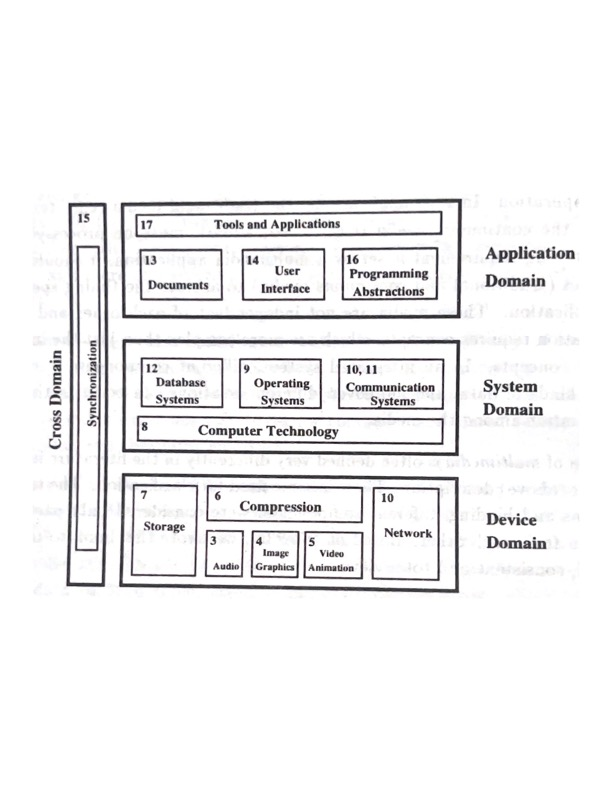 15
Cross Domain
Synchronization
17 Tools and Applications
13
Documents
14
User
Interface
16
Programming
Abstractions
Application
Domain
12
Database
Systems
9
Operating
Systems
10, 11
Communication
Systems
8
Computer Technology
System
Domain
7
Storage
6
Compression
3
Audio
4
Image
Graphics
5
Video
Animation
10
Network
Device
Domain